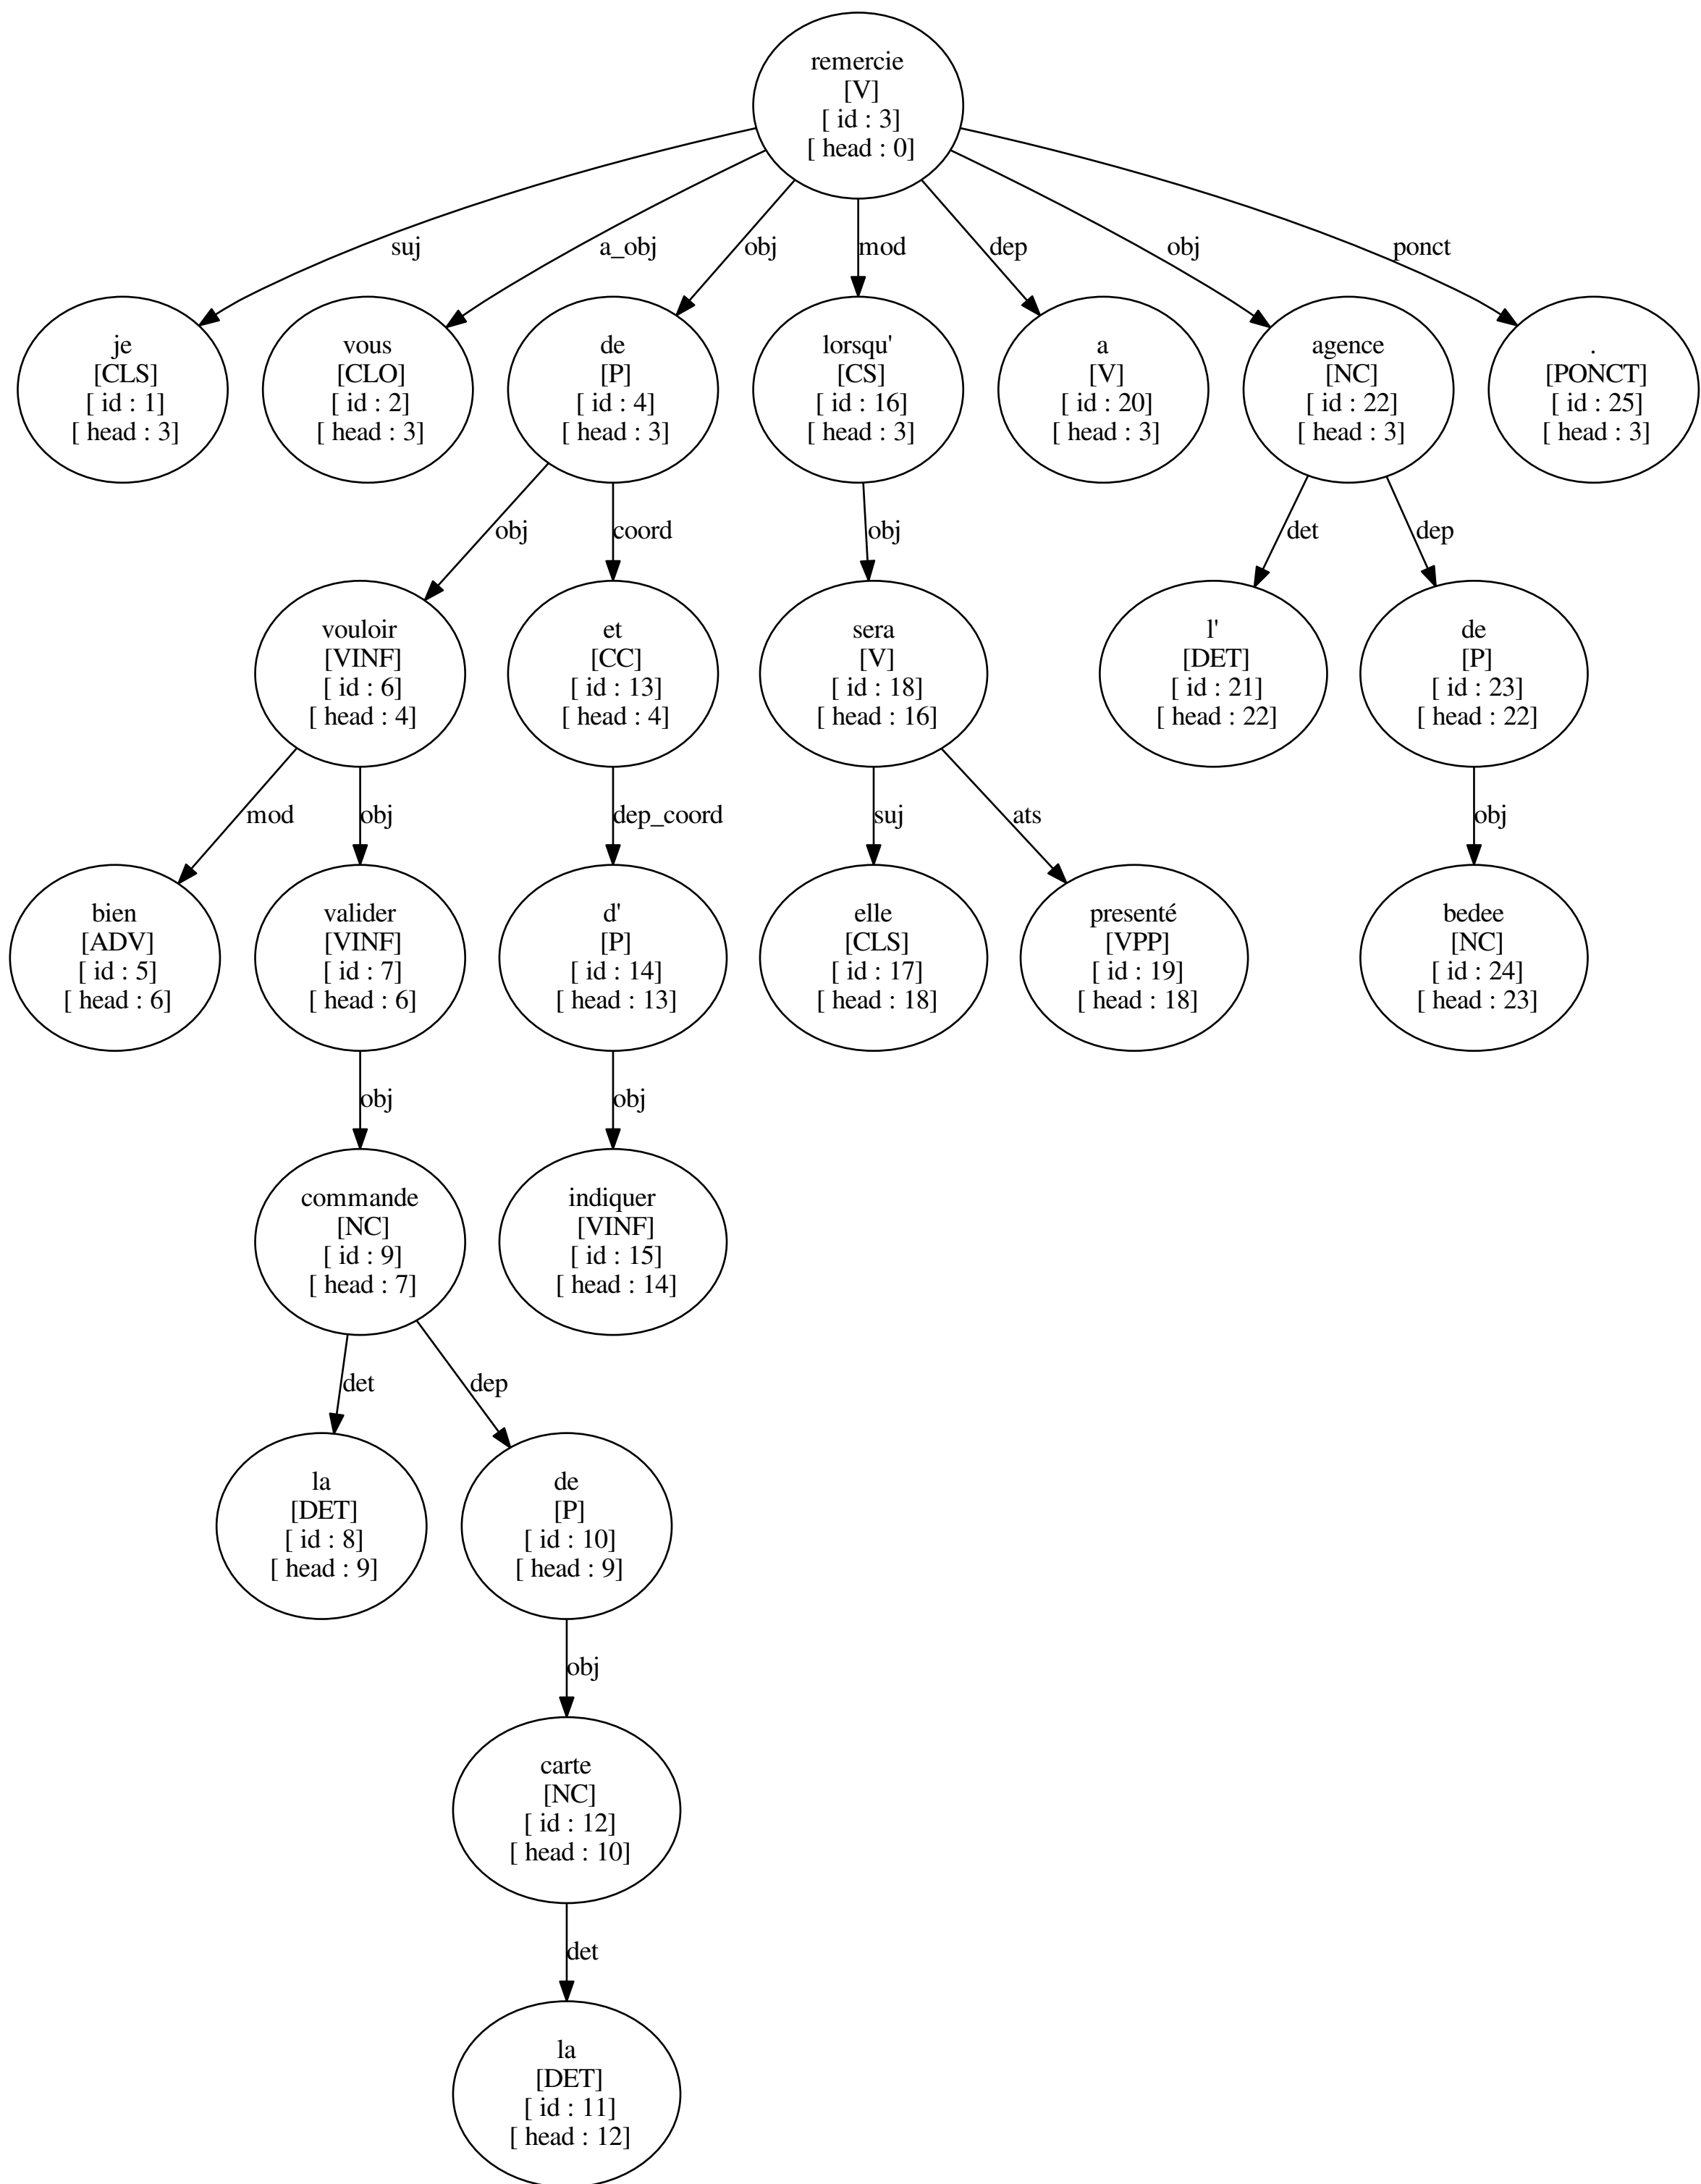 remercie
[V]
[ id : 3]
[ head : 0]
suj
a_obj
obj
mod
dep
obj
ponct
je
[CLS]
[ id : 1]
[ head : 3]
vous
[CLO]
[ id : 2]
[ head : 3]
de
[P]
[ id : 4]
[ head : 3]
lorsqu'
[CS]
[ id : 16]
[ head : 3]
a
[V]
[ id : 20]
[ head : 3]
agence
[NC]
[ id : 22]
[ head : 3]
.
[PONCT]
[ id : 25]
[ head : 3]
obj
coord
obj
det
dep
vouloir
[VINF]
[ id : 6]
[ head : 4]
et
[CC]
[ id : 13]
[ head : 4]
sera
[V]
[ id : 18]
[ head : 16]
l'
[DET]
[ id : 21]
[ head : 22]
de
[P]
[ id : 23]
[ head : 22]
mod
obj
dep_coord
suj
ats
obj
bien
[ADV]
[ id : 5]
[ head : 6]
valider
[VINF]
[ id : 7]
[ head : 6]
d'
[P]
[ id : 14]
[ head : 13]
elle
[CLS]
[ id : 17]
[ head : 18]
presenté
[VPP]
[ id : 19]
[ head : 18]
bedee
[NC]
[ id : 24]
[ head : 23]
obj
obj
commande
[NC]
[ id : 9]
[ head : 7]
indiquer
[VINF]
[ id : 15]
[ head : 14]
det
dep
la
[DET]
[ id : 8]
[ head : 9]
de
[P]
[ id : 10]
[ head : 9]
obj
carte
[NC]
[ id : 12]
[ head : 10]
det
la
[DET]
[ id : 11]
[ head : 12]